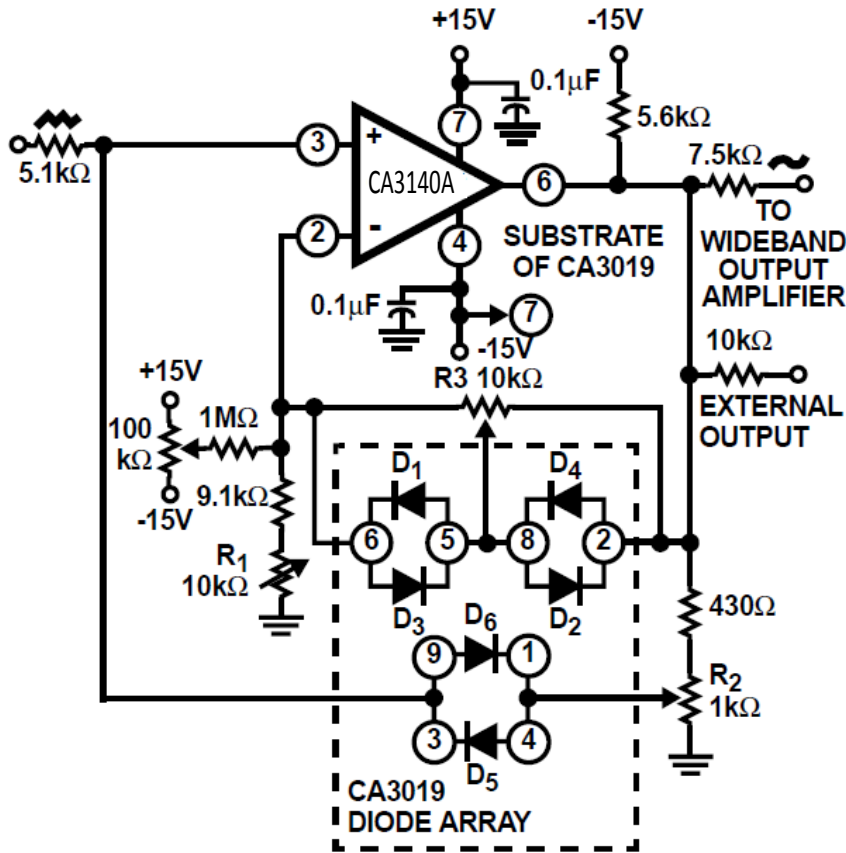 +15V
-15V
0.1μF
5.6kΩ
5.1kΩ
3
+
7
CA3140A
6
7.5kΩ
2
-
4
SUBSTRATE
OF CA3019
TO
WIDEBAND
OUTPUT
AMPLIFIER
0.1μF
7
-15V
R3 10kΩ
10kΩ
EXTERNAL
OUTPUT
+15V
100
kΩ
1MΩ
-15V
9.1kΩ
R1
10kΩ
D1
D4
6
5
8
2
D3
D2
D6
9
1
3
4
D5
430Ω
R2
1kΩ
CA3019
DIODE ARRAY